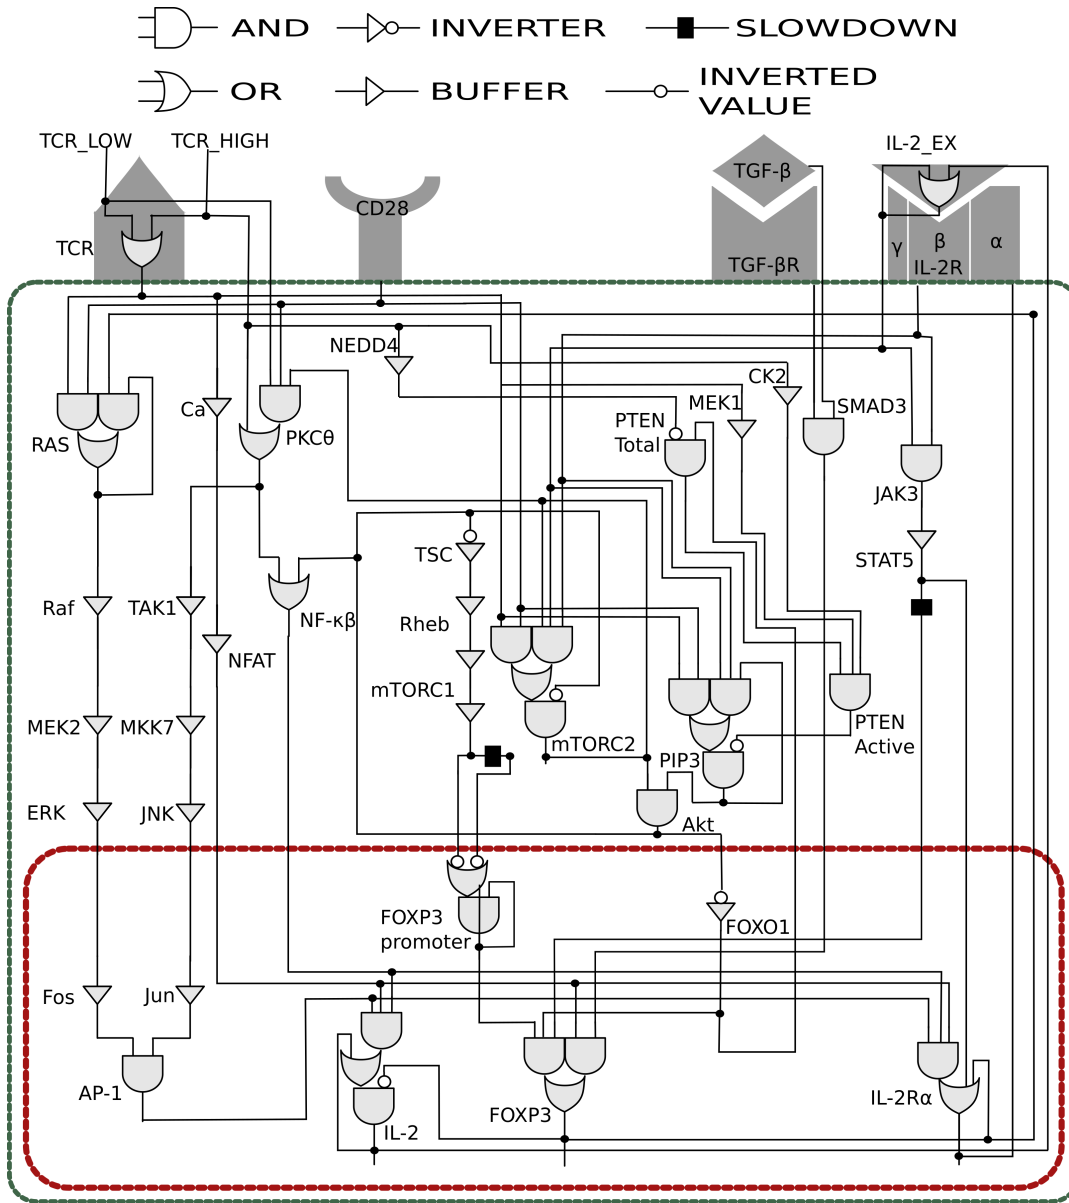 AND
INVERTER
SLOWDOWN
OR
BUFFER
INVERTED
VALUE
TCR_LOW
TCR_HIGH
IL-2_EX
TGF-β
CD28
TCR
γ
β
α
TGF-βR
IL-2R
NEDD4
CK2
Ca
MEK1
SMAD3
PTEN
Total
RAS
PKCθ
JAK3
TSC
STAT5
Raf
TAK1
Rheb
NF-κβ
NFAT
mTORC1
MEK2
MKK7
PTEN
Active
mTORC2
PIP3
ERK
JNK
Akt
FOXP3
promoter
FOXO1
Fos
Jun
AP-1
IL-2Rα
FOXP3
IL-2